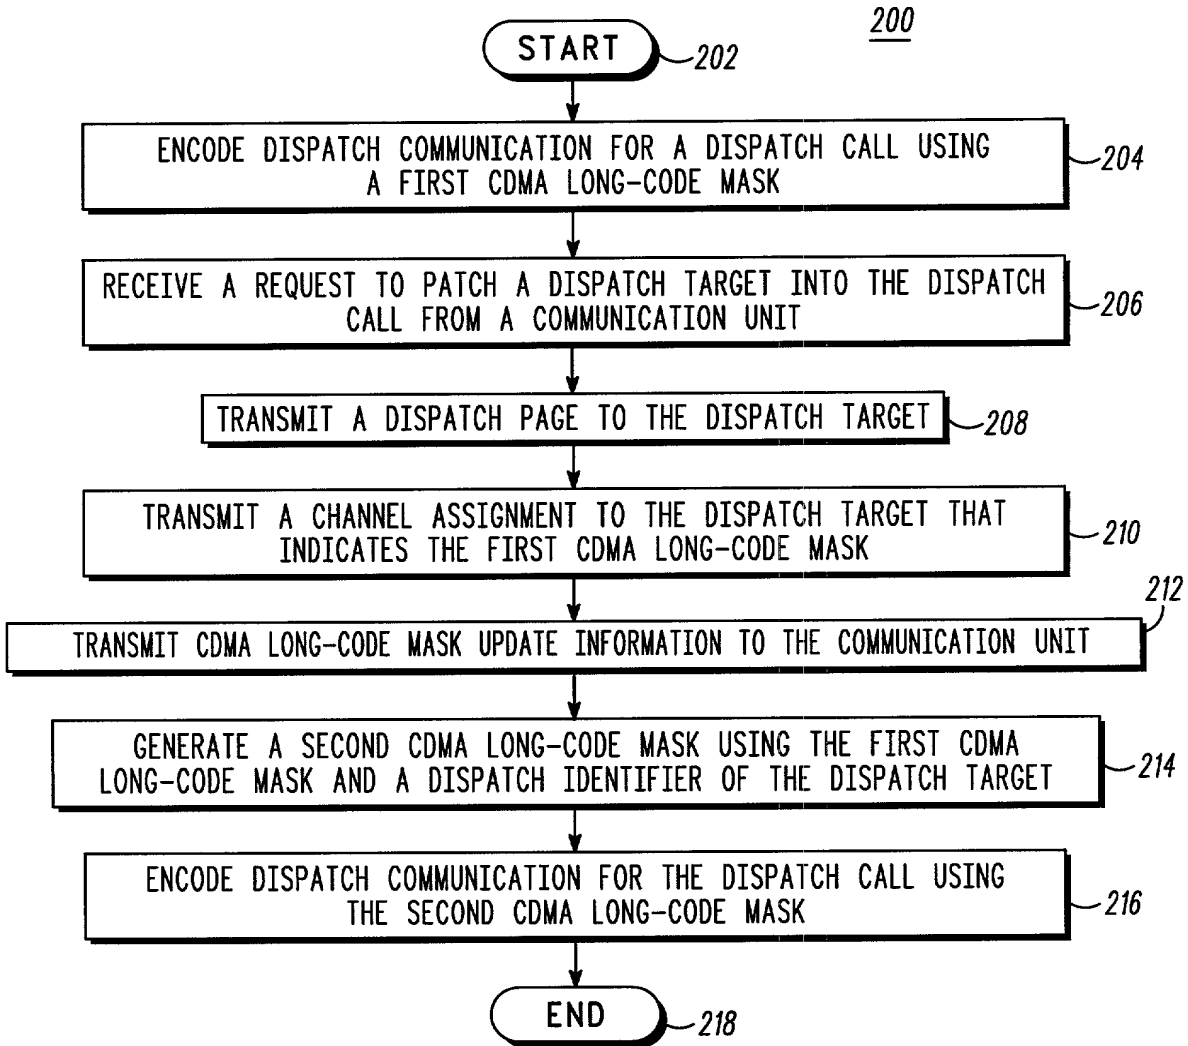 200
START
202
ENCODE DISPATCH COMMUNICATION FOR A DISPATCH CALL USING
A FIRST CDMA LONG-CODE MASK
204
RECEIVE A REQUEST TO PATCH A DISPATCH TARGET INTO THE DISPATCH
CALL FROM A COMMUNICATION UNIT
206
TRANSMIT A DISPATCH PAGE TO THE DISPATCH TARGET
208
TRANSMIT A CHANNEL ASSIGNMENT TO THE DISPATCH TARGET THAT
INDICATES THE FIRST CDMA LONG-CODE MASK
210
212
TRANSMIT CDMA LONG-CODE MASK UPDATE INFORMATION TO THE COMMUNICATION UNIT
GENERATE A SECOND CDMA LONG-CODE MASK USING THE FIRST CDMA
LONG-CODE MASK AND A DISPATCH IDENTIFIER OF THE DISPATCH TARGET
214
ENCODE DISPATCH COMMUNICATION FOR THE DISPATCH CALL USING
THE SECOND CDMA LONG-CODE MASK
216
END
218